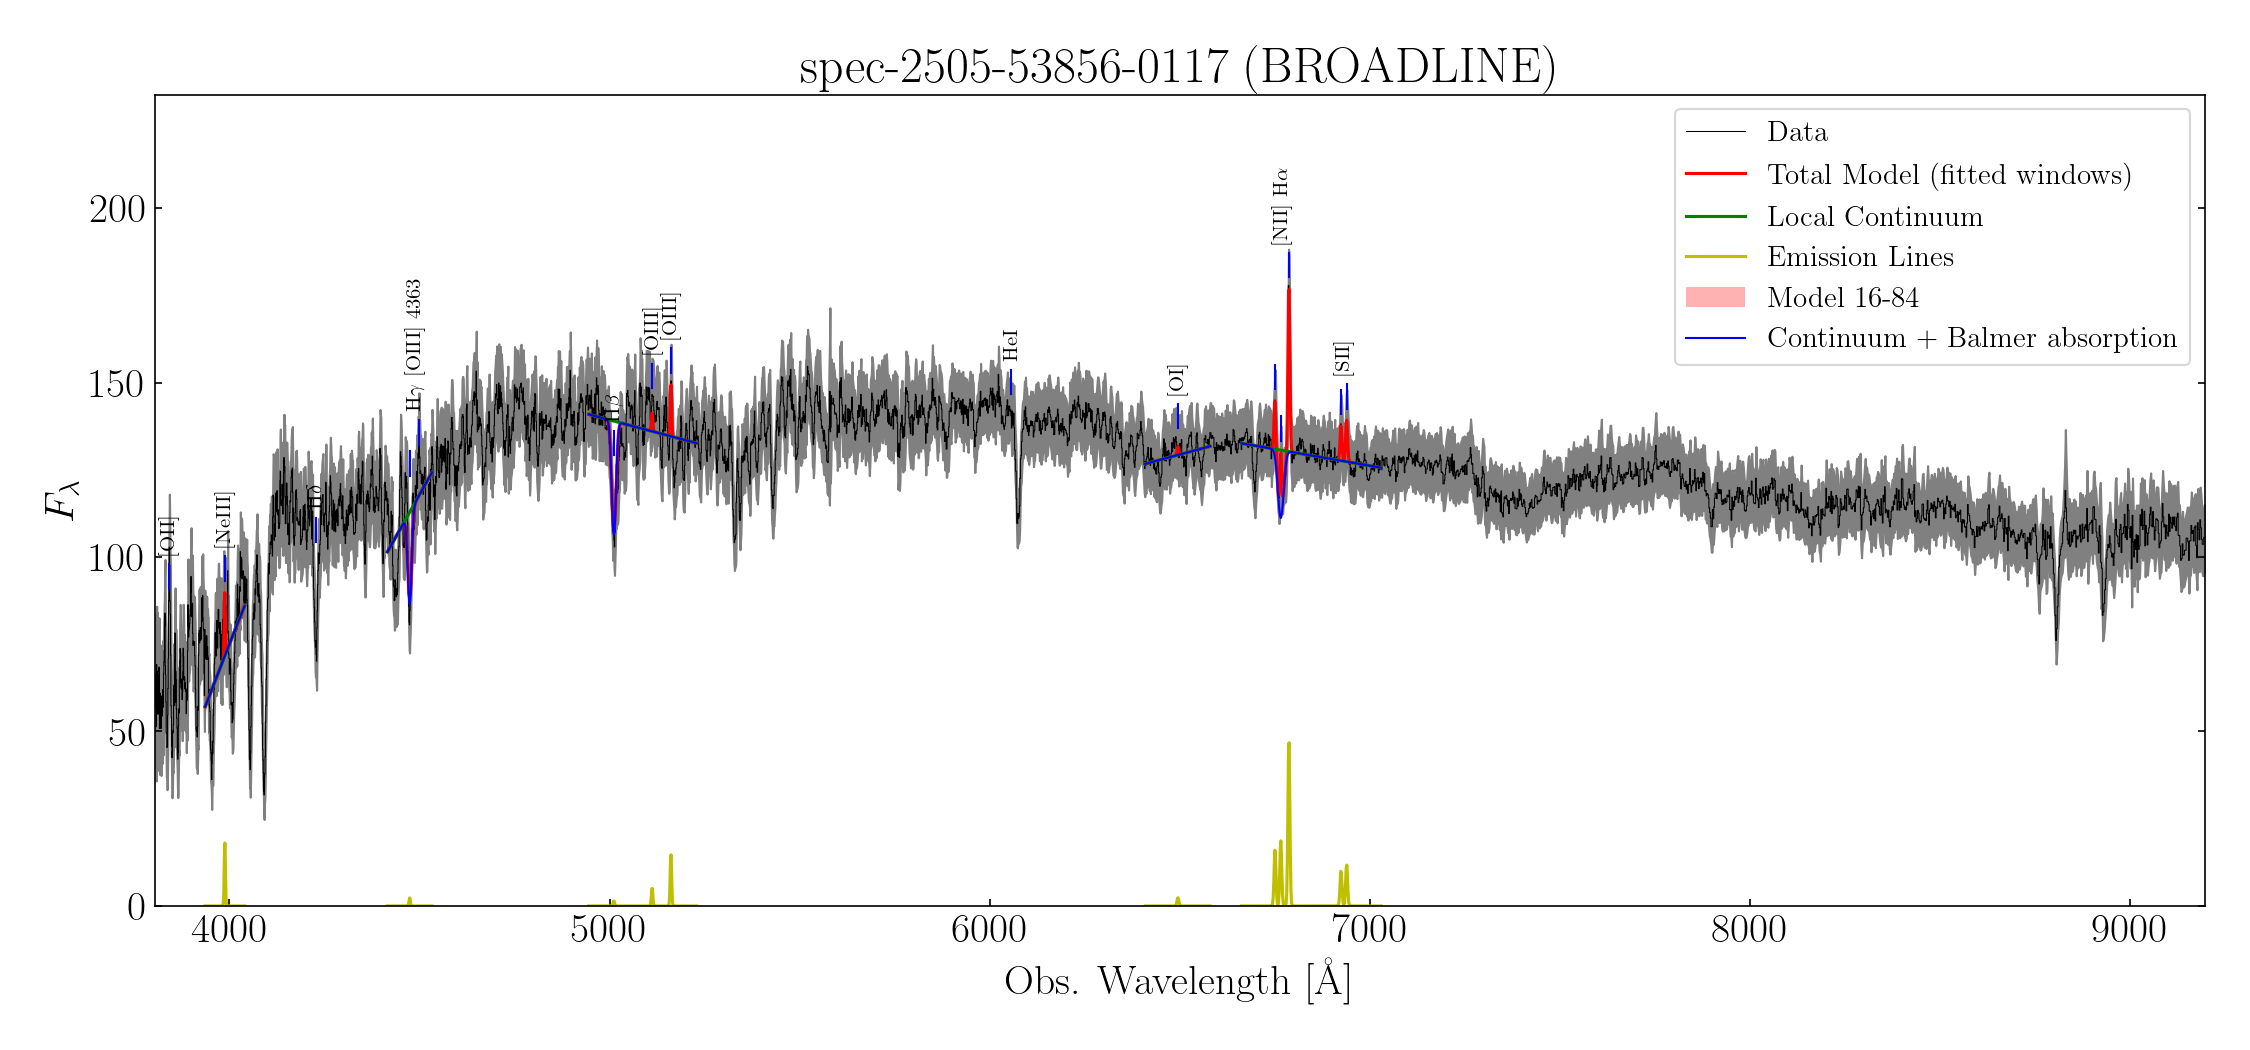 spec-2505-53856-0117 (BROADLINE)
Data
Total Model (fitted windows)
Local Continuum
Emission Lines
Model 16-84
Continuum + Balmer absorption
[OII]
[NeIII]
Hδ
Hγ [OIII] 4363
Hβ
[OIII]
[OIII]
HeI
[OI]
[NII] Hα
[SII]
200
150
100
50
0
4000 5000 6000 7000 8000 9000
F_λ
Obs. Wavelength [Å]